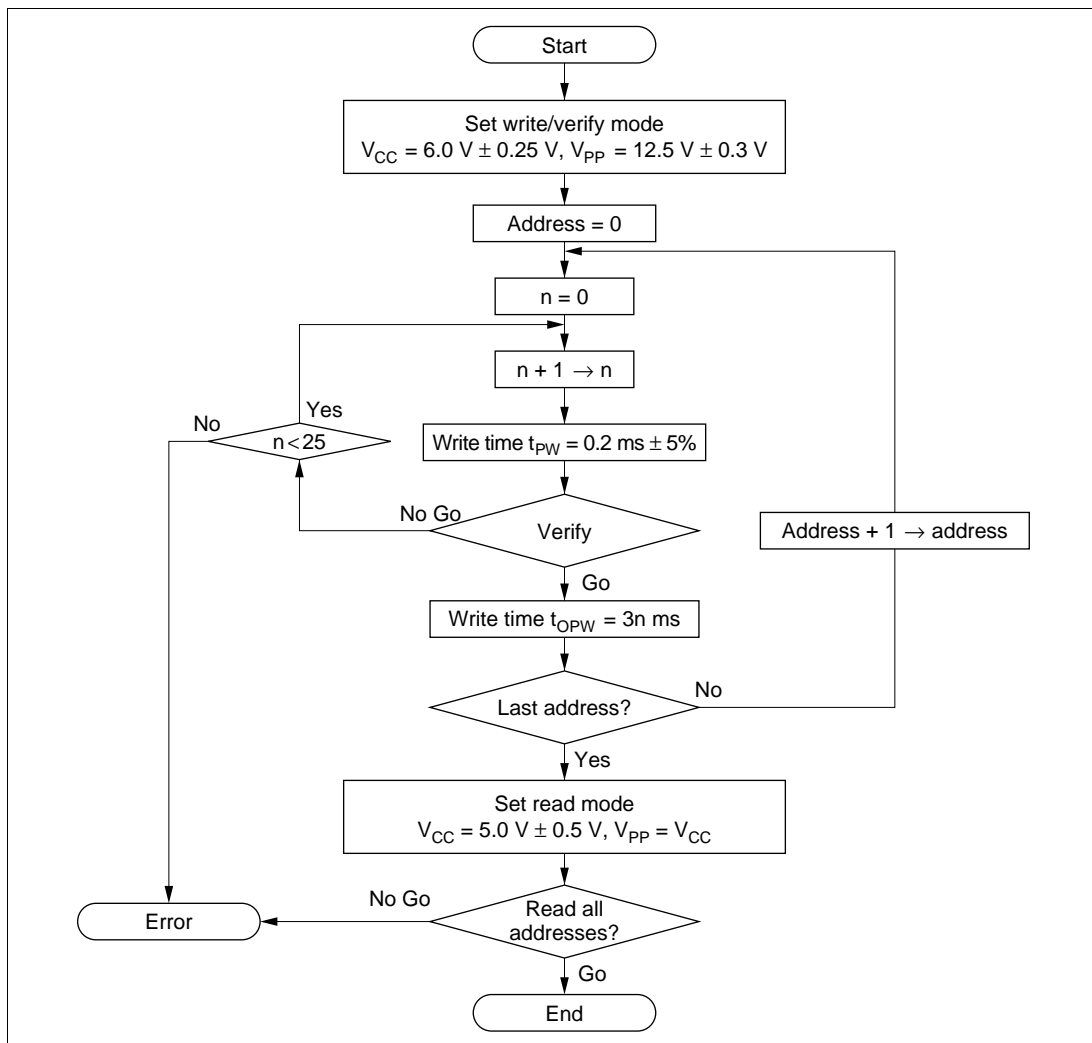 Start
Set write/verify mode
V_CC = 6.0 V ± 0.25 V, V_PP = 12.5 V ± 0.3 V
Address = 0
n = 0
n + 1 → n
Yes
No
n<25
Write time t_PW = 0.2 ms ± 5%
No Go
Verify
Address + 1 → address
Go
Write time t_OPW = 3n ms
No
Last address?
Yes
Set read mode
V_CC = 5.0 V ± 0.5 V, V_PP = V_CC
No Go
Error
Read all
addresses?
Go
End